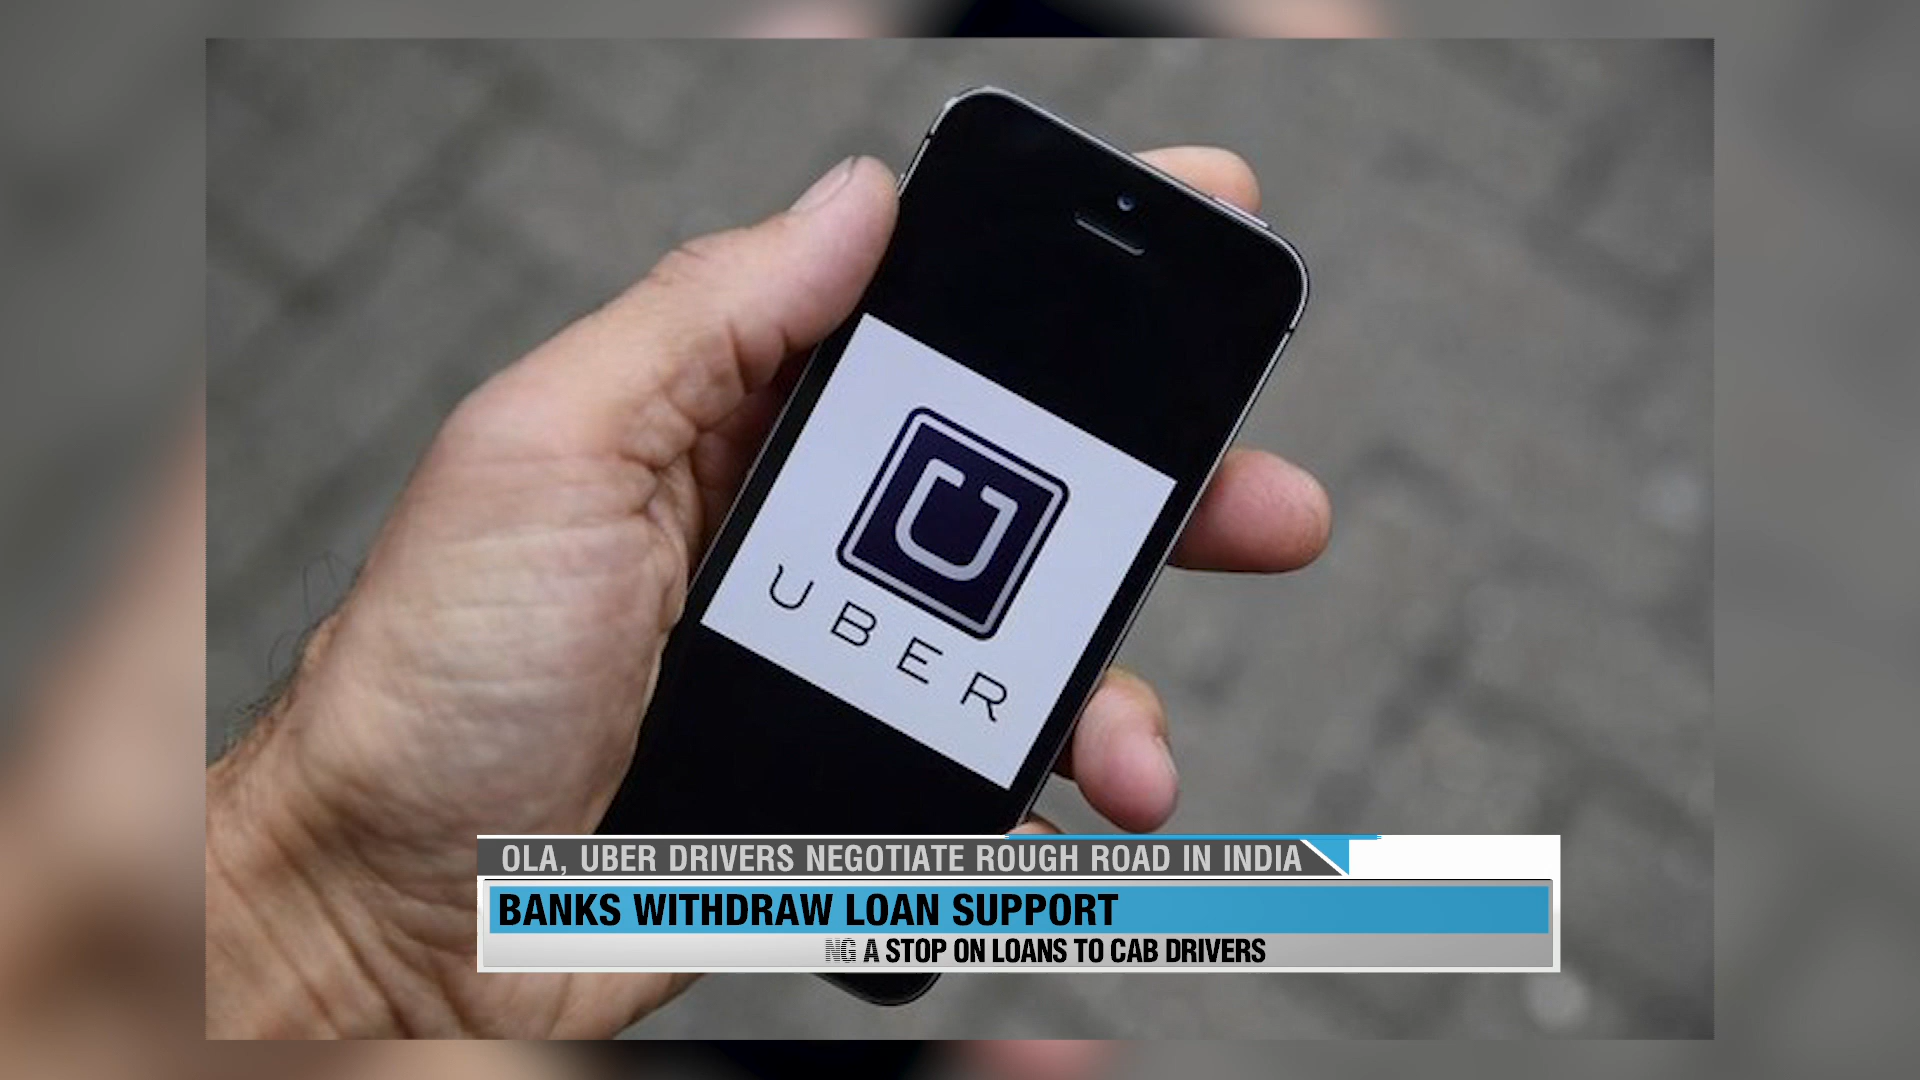 UBER
OLA, UBER DRIVERS NEGOTIATE ROUGH ROAD IN INDIA
BANKS WITHDRAW LOAN SUPPORT
NG A STOP ON LOANS TO CAB DRIVERS